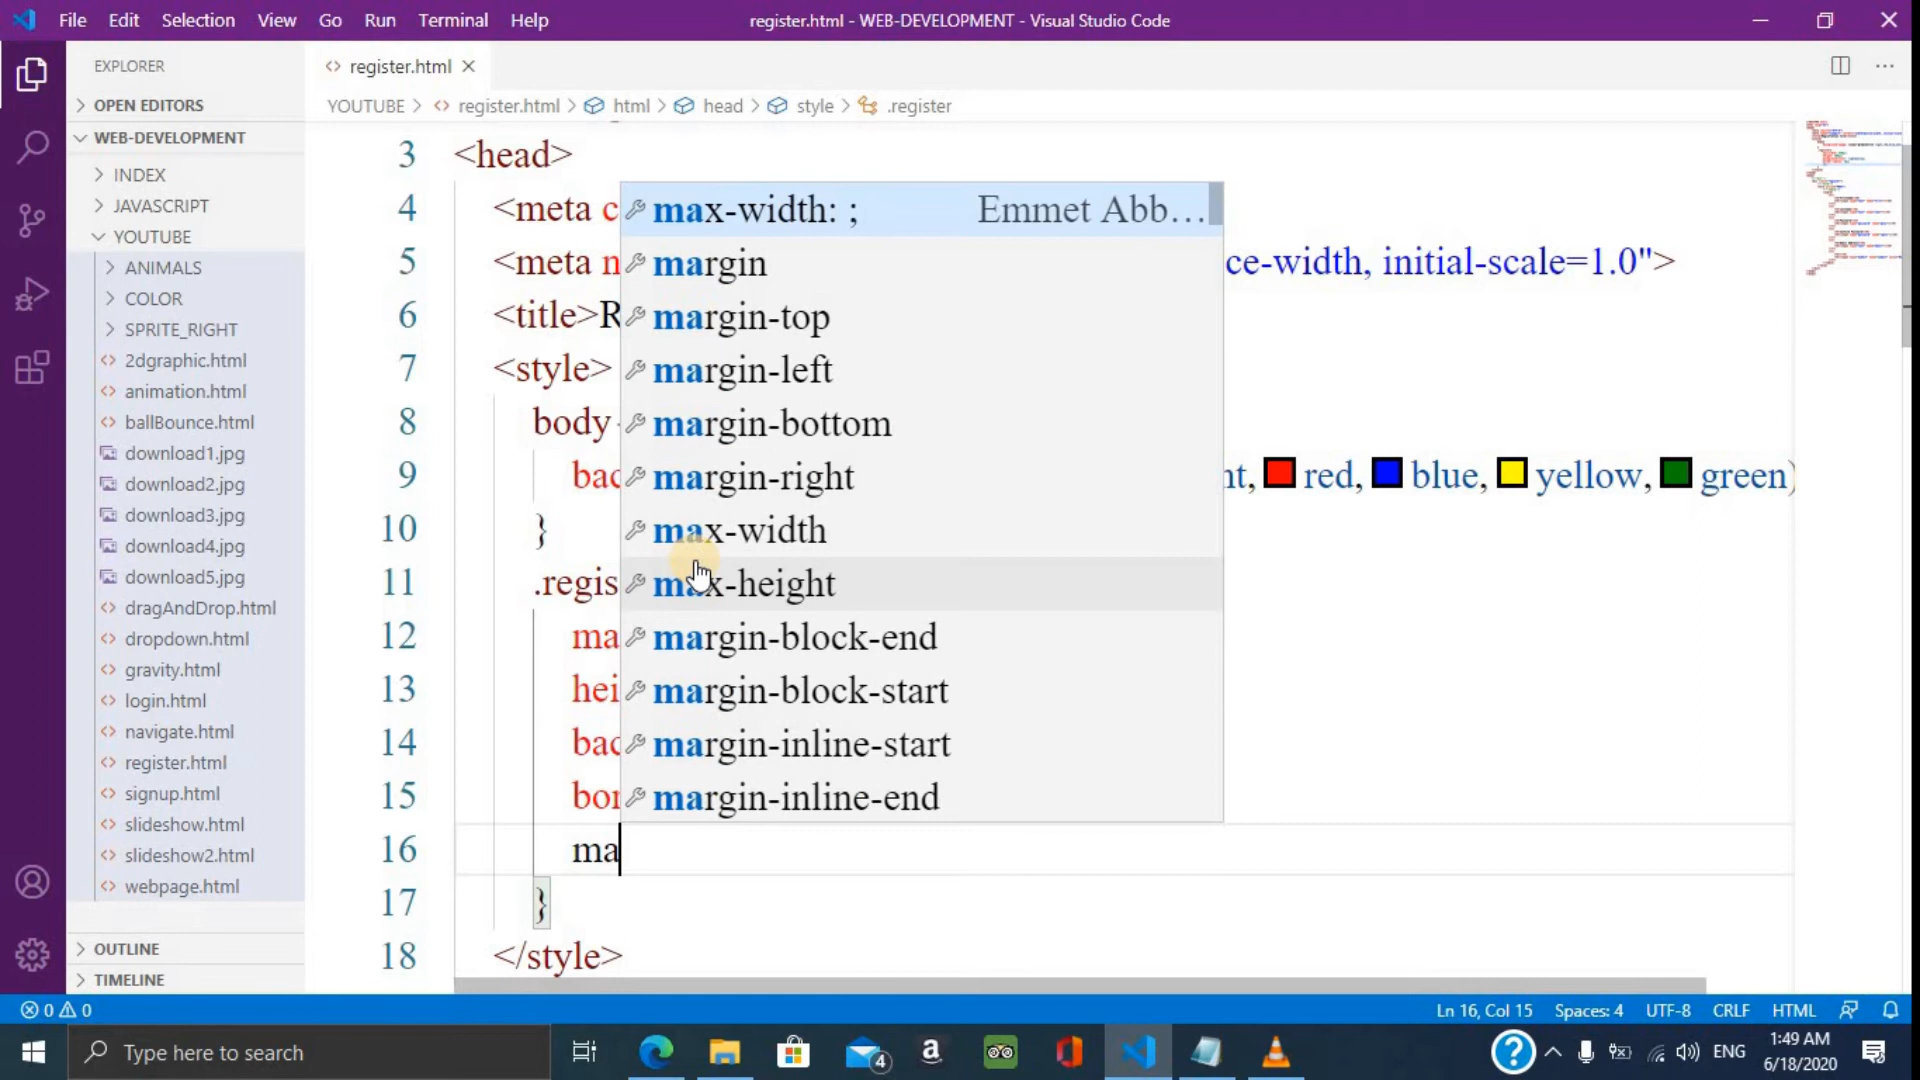 File Edit Selection View Go Run Terminal Help register.html - WEB-DEVELOPMENT - Visual Studio Code
EXPLORER
OPEN EDITORS
WEB-DEVELOPMENT
INDEX
JAVASCRIPT
YOUTUBE
ANIMALS
COLOR
SPRITE_RIGHT
2dgraphic.html
animation.html
ballBounce.html
download1.jpg
download2.jpg
download3.jpg
download4.jpg
download5.jpg
dragAndDrop.html
dropdown.html
gravity.html
login.html
navigate.html
register.html
signup.html
slideshow.html
slideshow2.html
webpage.html
OUTLINE
TIMELINE
register.html
YOUTUBE > register.html > html > head > style > .register
3 <head>
4 <meta c
5 <meta n ce-width, initial-scale=1.0">
6 <title>R
7 <style>
8 body
9 bac nt, red, blue, yellow, green)
10 }
11 .regis
12 ma
13 hei
14 bac
15 bor
16 ma
17 }
18 </style>
max-width: ; Emmet Abb…
margin
margin-top
margin-left
margin-bottom
margin-right
max-width
max-height
margin-block-end
margin-block-start
margin-inline-start
margin-inline-end
0 0 Ln 16, Col 15 Spaces: 4 UTF-8 CRLF HTML
Type here to search
4
ENG
1:49 AM
6/18/2020